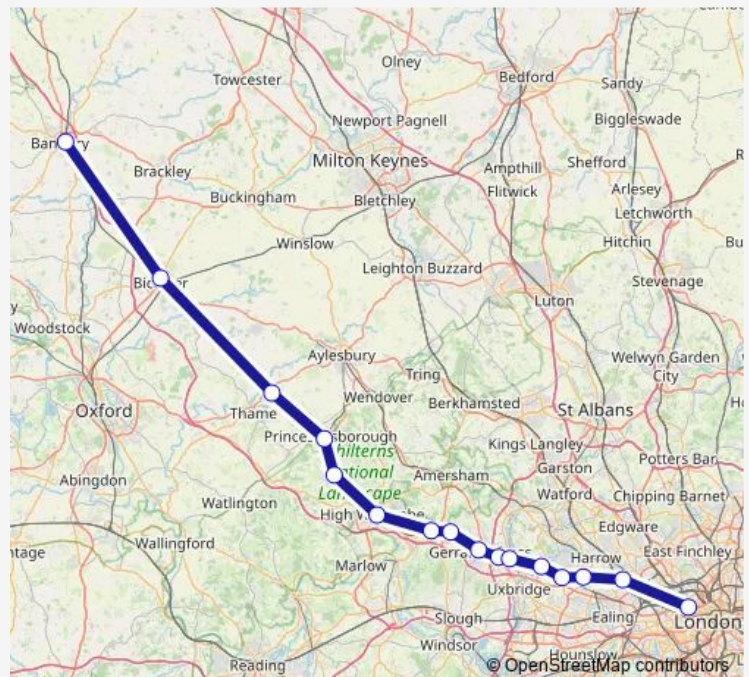 Olney
Towcester
Bedford
Sandy
Newport Pagnell
Biggleswade
Brackley
Milton Keynes
Ampthill
Shefford
Flitwick
Arlesey
Buckingham
Bletchley
Letchworth
Winslow
Hitchin
Leighton Buzzard
Stevenage
Luton
Woodstock
Aylesbury
Welwyn Garden
City
Tring
Wendover
Berkhamsted
St Albans
Oxford
Thame
Kings Langley
Potters Bar
Garston
National
Abingdon
Amersham
Watford
Chipping Barnet
Watlington
Edgware
Wallingford
East Finchley
Harrow
Marlow
Uxbridge
Ealing
Slough
London
Windsor
Hounslow
Reading
© OpenStreetMap contributors